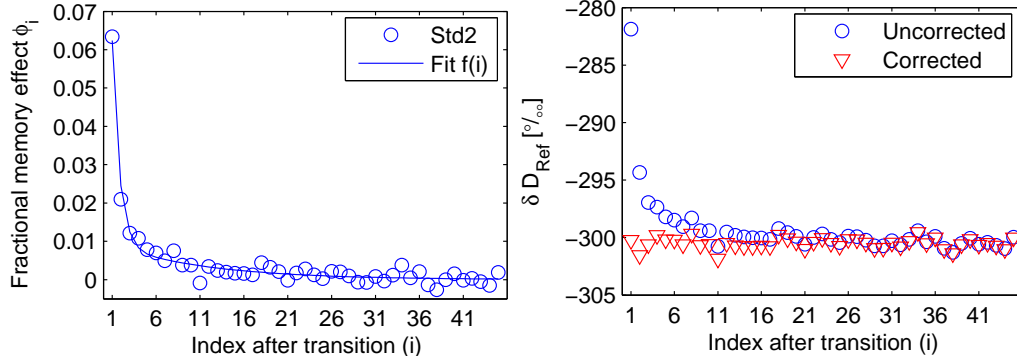 Fractional memory effect ϕi
0.07
0.06
0.05
0.04
0.03
0.02
0.01
0
Std2
Fit f(i)
1 6 11 16 21 26 31 36 41
Index after transition (i)
δ DRef [°/°°]
−280
−285
−290
−295
−300
−305
Uncorrected
Corrected
1 6 11 16 21 26 31 36 41
Index after transition (i)